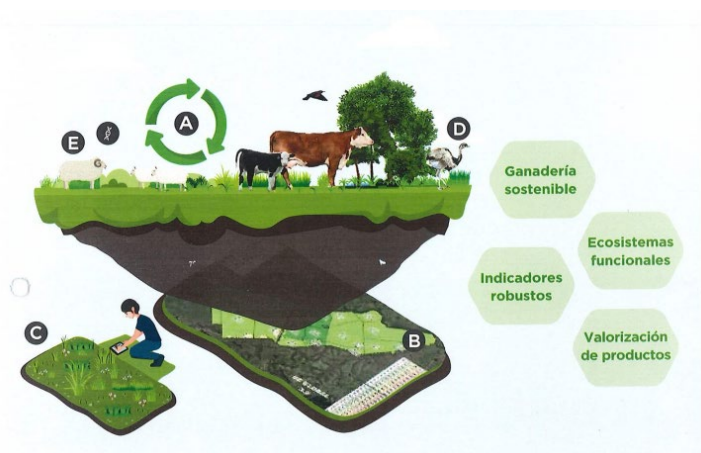 A
E
D
Ganadería
sostenible
Ecosistemas
funcionales
Indicadores
robustos
B
C
Valorización
de productos